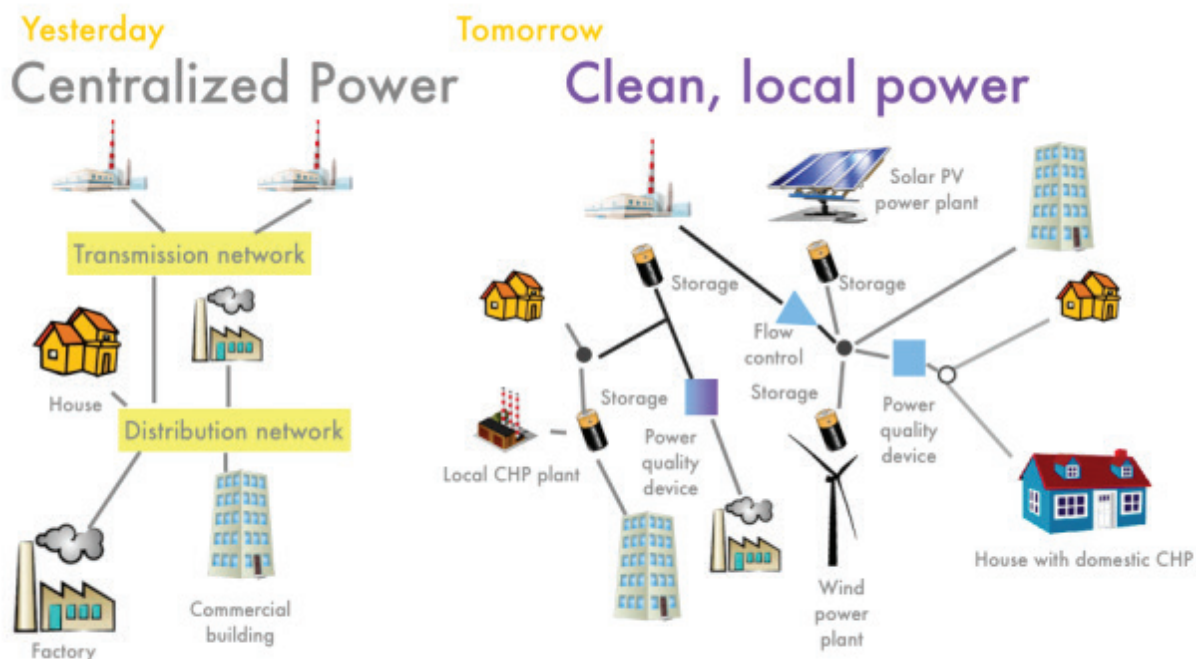 Yesterday
Centralized Power
Transmission network
House
Distribution network
Commercial
building
Factory
Tomorrow
Clean, local power
Solar PV
power plant
Storage
Storage
Flow
control
Storage
Storage
Power
quality
device
Power
quality
device
Local CHP plant
Wind
power
plant
House with domestic CHP